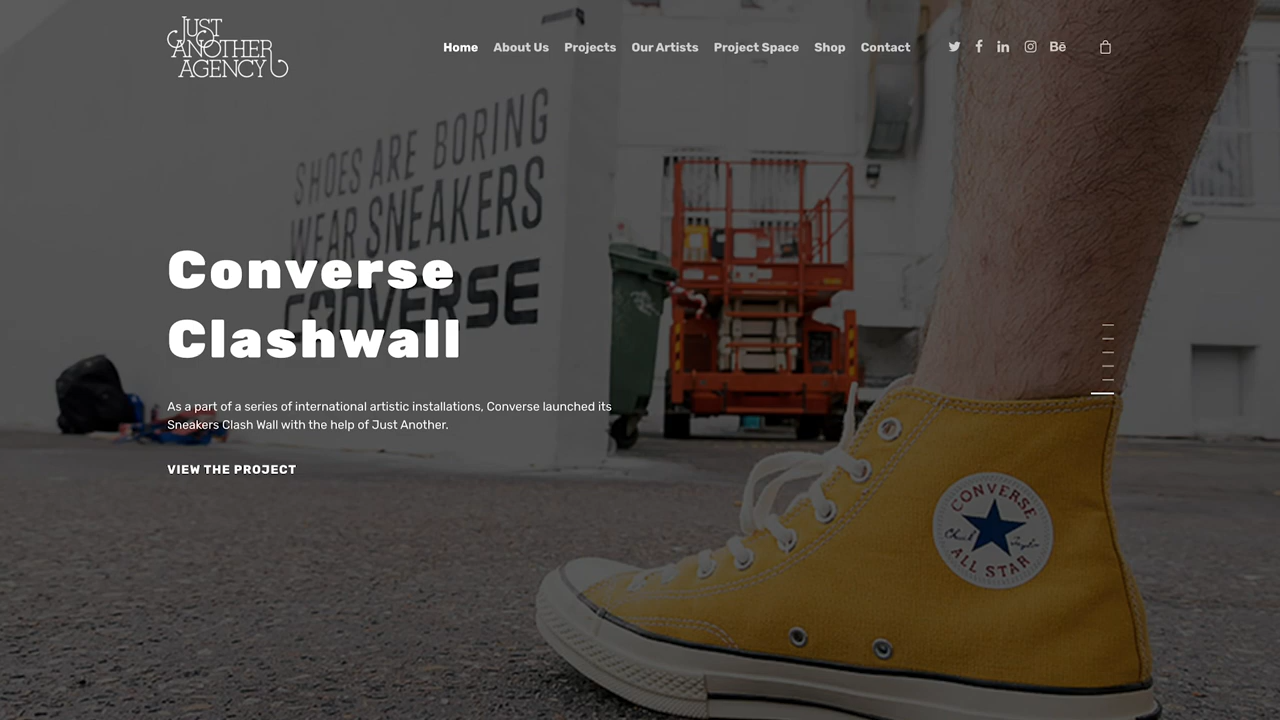 JUST
ANOTHER
AGENCY
Home About Us Projects Our Artists Project Space Shop Contact Bē
SHOES ARE BORING
WEAR SNEAKERS
CONVERSE
Converse
Clashwall
As a part of a series of international artistic installations, Converse launched its
Sneakers Clash Wall with the help of Just Another.
VIEW THE PROJECT
CONVERSE
Chuck Taylor
ALL STAR